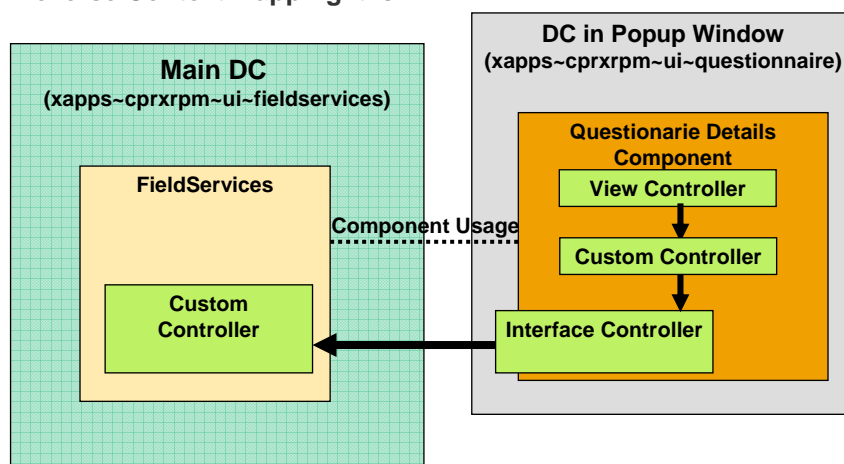 Main DC
(xapps~cprxrpm~ui~fieldservices)
FieldServices
Custom
Controller
Component Usage
DC in Popup Window
(xapps~cprxrpm~ui~questionnaire)
Questionarie Details
Component
View Controller
Custom Controller
Interface Controller